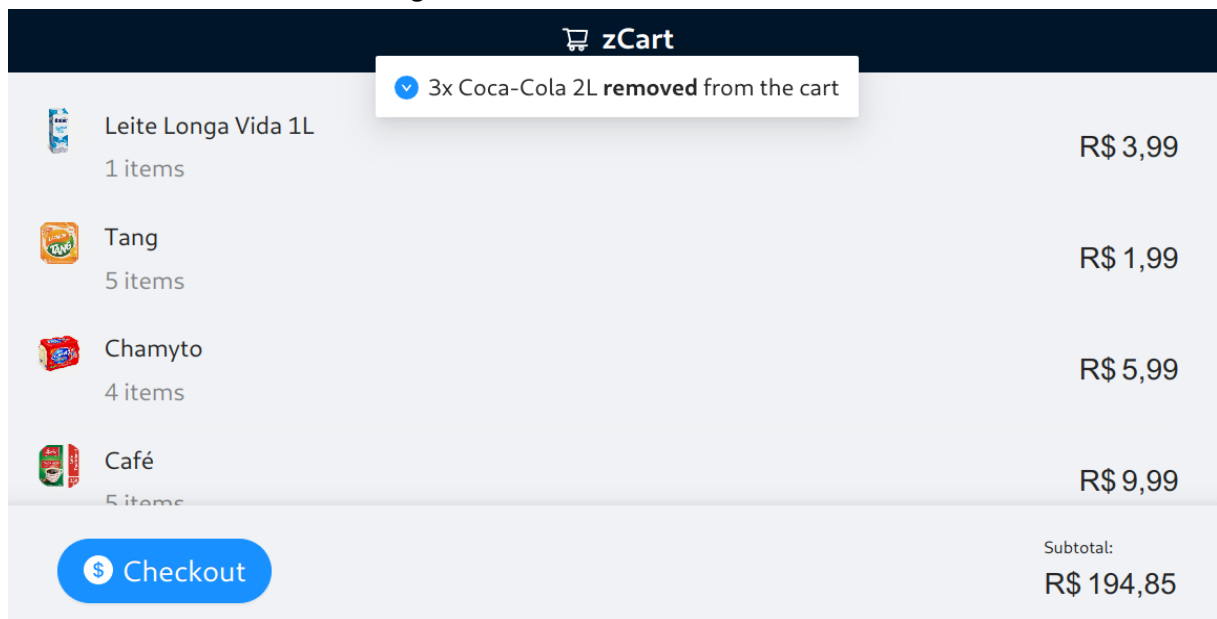 zCart
3x Coca-Cola 2L removed from the cart
Leite Longa Vida 1L
R$ 3,99
1 items
Tang
R$ 1,99
5 items
Chamyto
R$ 5,99
4 items
Café
R$ 9,99
5 items
Subtotal:
$ Checkout
R$ 194,85